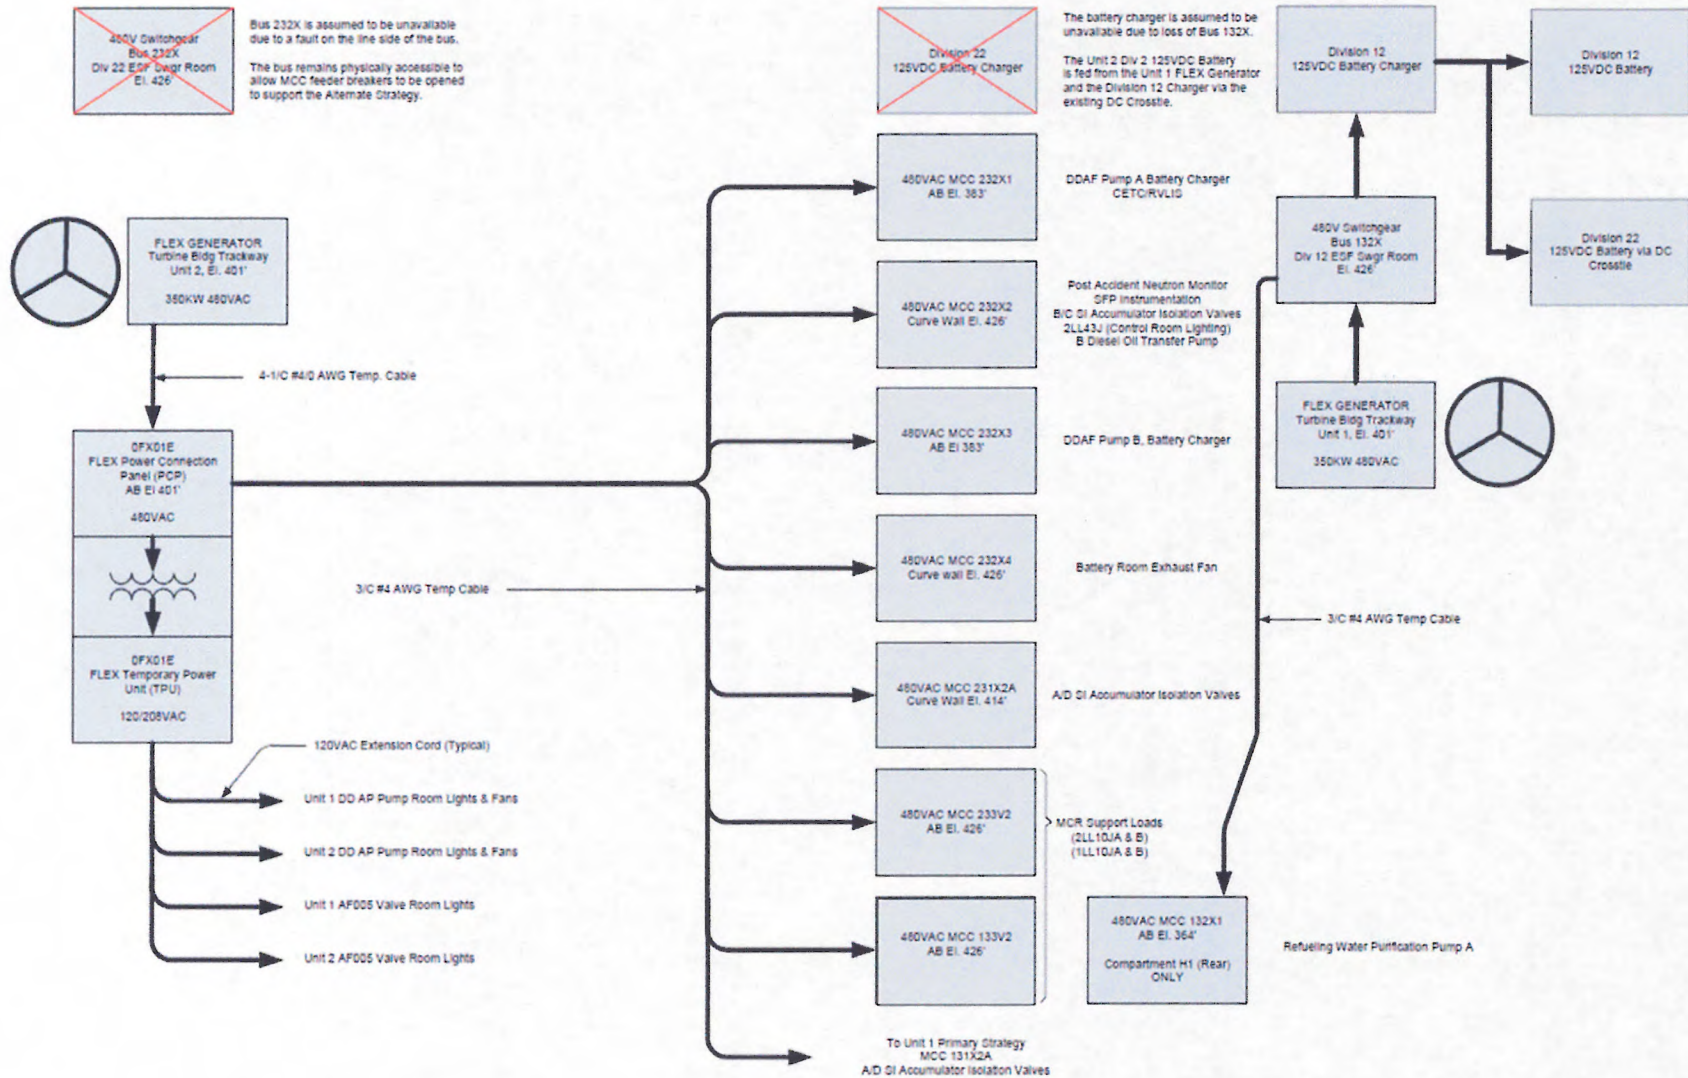 480V Switchgear
Bus 232X
Div 22 ESF Swgr Room
El. 426'
Bus 232X is assumed to be unavailable
due to a fault on the line side of the bus.
The bus remains physically accessible to
allow MCC feeder breakers to be opened
to support the Alternate Strategy.
Division 22
125VDC Battery Charger
The battery charger is assumed to be
unavailable due to loss of Bus 132X.
The Unit 2 Div 2 125VDC Battery
is fed from the Unit 1 FLEX Generator
and the Division 12 Charger via the
existing DC Crosstie.
Division 12
125VDC Battery Charger
Division 12
125VDC Battery
480VAC MCC 232X1
AB El. 383'
DDAF Pump A Battery Charger
CETC/RVLIS
480V Switchgear
Bus 132X
Div 12 ESF Swgr Room
El. 426'
Division 22
125VDC Battery via DC
Crosstie
FLEX GENERATOR
Turbine Bldg Trackway
Unit 2, El. 401'
350KW 480VAC
480VAC MCC 232X2
Curve Wall El. 426'
Post Accident Neutron Monitor
SFP Instrumentation
B/C SI Accumulator Isolation Valves
2LL43J (Control Room Lighting)
B Diesel Oil Transfer Pump
4-1/C #4/0 AWG Temp. Cable
480VAC MCC 232X3
AB El 383'
DDAF Pump B, Battery Charger
FLEX GENERATOR
Turbine Bldg Trackway
Unit 1, El. 401'
350KW 480VAC
0FX01E
FLEX Power Connection
Panel (PCP)
AB El 401'
480VAC
480VAC MCC 232X4
Curve wall El. 426'
Battery Room Exhaust Fan
3/C #4 AWG Temp Cable
3/C #4 AWG Temp Cable
0FX01E
FLEX Temporary Power
Unit (TPU)
120/208VAC
480VAC MCC 231X2A
Curve Wall El. 414'
A/D SI Accumulator Isolation Valves
120VAC Extension Cord (Typical)
Unit 1 DD AP Pump Room Lights & Fans
Unit 2 DD AP Pump Room Lights & Fans
Unit 1 AF005 Valve Room Lights
Unit 2 AF005 Valve Room Lights
480VAC MCC 233V2
AB El. 426'
MCR Support Loads
(2LL10JA & B)
(1LL10JA & B)
480VAC MCC 133V2
AB El. 426'
480VAC MCC 132X1
AB El. 364'
Compartment H1 (Rear)
ONLY
Refueling Water Purification Pump A
To Unit 1 Primary Strategy
MCC 131X2A
A/D SI Accumulator Isolation Valves